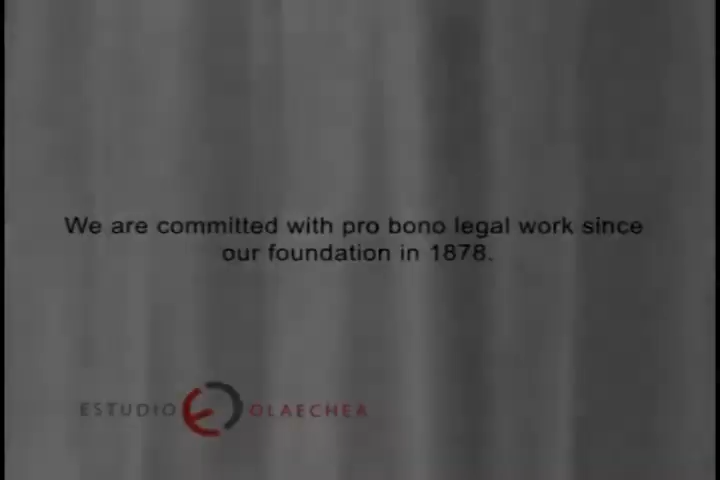 We are committed with pro bono legal work since
our foundation in 1878.
ESTUDIO OLAECHEA